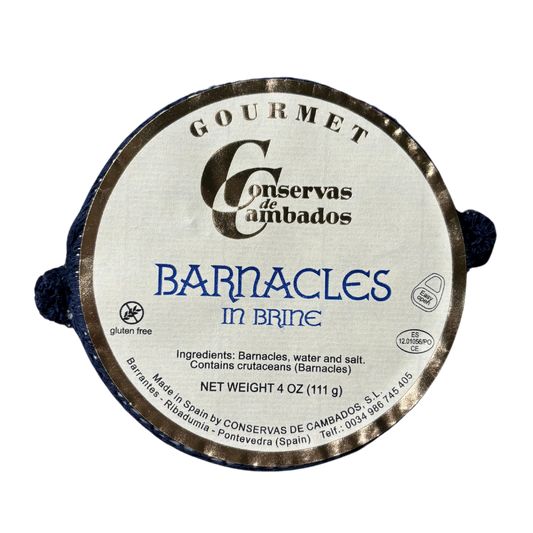 GOURMET
Conservas
de
Cambados
BARNACLES
IN BRINE
gluten free
Easy
open
ES
12.01056/PO
CE
Ingredients: Barnacles, water and salt.
Contains crutaceans (Barnacles)
NET WEIGHT 4 OZ (111 g)
Made in Spain by CONSERVAS DE CAMBADOS, S.L.
Barrantes - Ribadumia - Pontevedra (Spain) Telf.: 0034 986 745 405